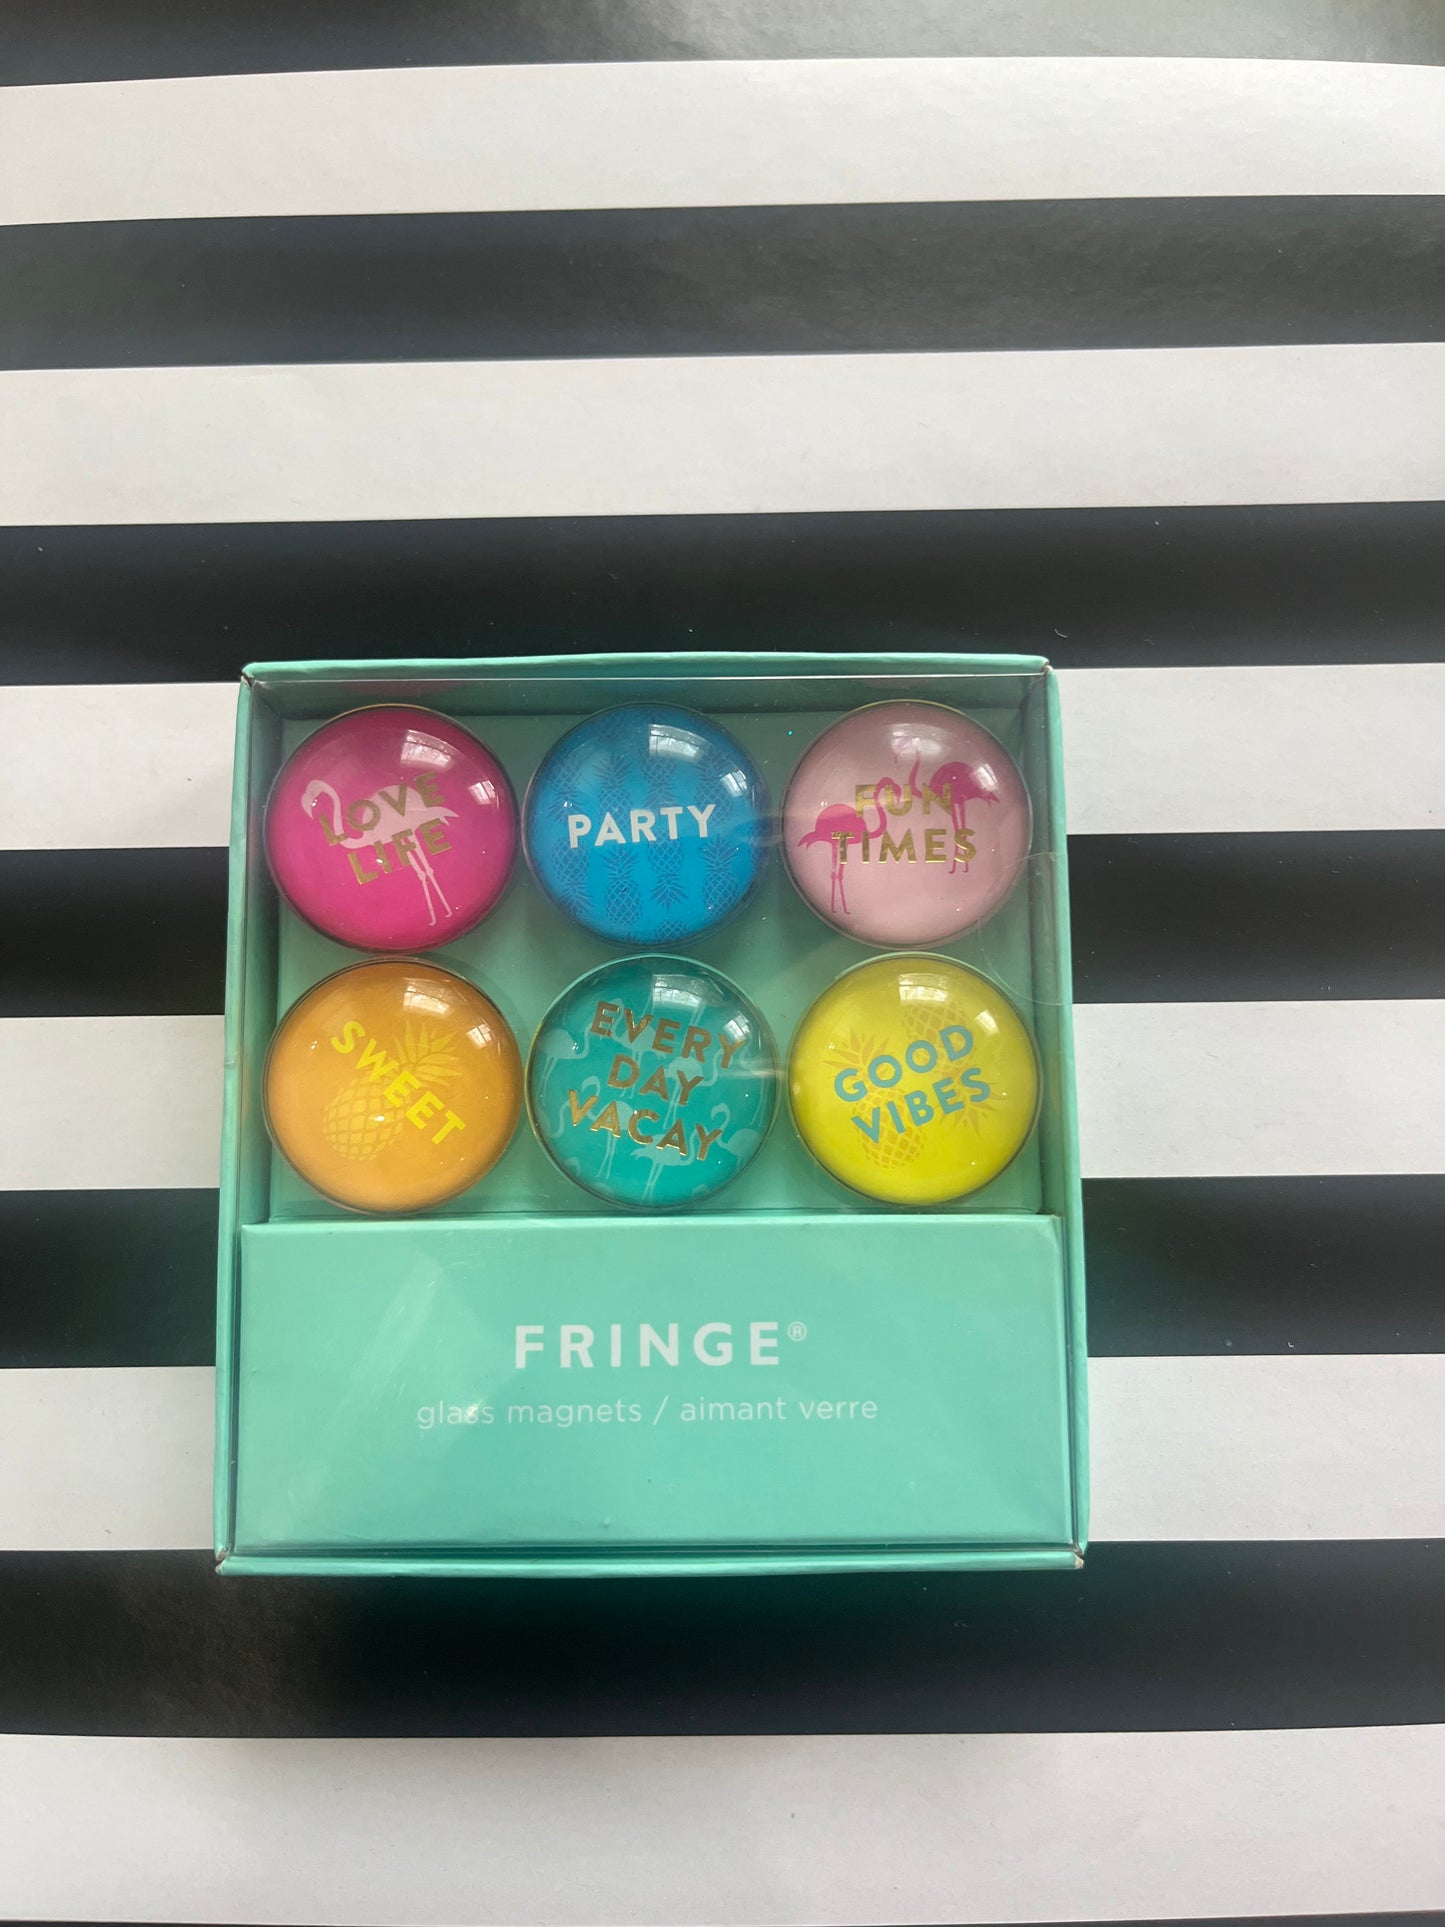 LOVE
LIFE
PARTY
FUN
TIMES
SWEET
EVERY
DAY
VACAY
GOOD
VIBES
FRINGE®
glass magnets / aimant verre